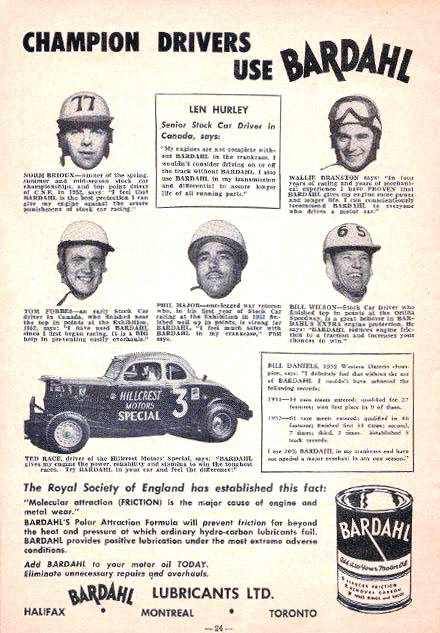 CHAMPION DRIVERS
USE BARDAHL
77
NORM BRIOUX—winner of the spring,
summer and mid-season stock car
championships, and top point driver
of C.N.E. in 1952, says: "I feel that
BARDAHL is the best protection I can
give my engine against the severe
punishment of stock car racing."
LEN HURLEY
Senior Stock Car Driver in
Canada, says:
"My engines are not complete with-
out BARDAHL in the crankcase. I
wouldn't consider driving on or off
the track without BARDAHL. I also
use BARDAHL in my transmission
and differential to assure longer
life of all running parts."
WALLIE BRANSTON says: "In four
years of racing and years of mechani-
cal experience I have PROVEN that
BARDAHL gives my engine more power
and longer life. I can conscientiously
recommend BARDAHL to everyone
who drives a motor car."
TOM FORBES—an early Stock Car
driver in Canada, who finished near
the top in points at the Exhibition,
1952, says: "I have used BARDAHL
since I first began racing. It is a BIG
help in preventing costly overhauls."
PHIL MAJOR—one-legged war veteran
who, in his first year of Stock Car
racing at the Exhibition in 1952 fin-
ished well up in points, is strong for
BARDAHL. "I feel much safer with
BARDAHL in my crankcase," Phil
says.
6 8
BILL WILSON—Stock Car Driver who
finished top in points at the Orillia
Speedway, is a great believer in BAR-
DAHL'S EXTRA engine protection. He
says: "BARDAHL reduces engine fric-
tion to a fraction and increases your
chances to win."
HILLCREST
MOTORS
SPECIAL
3
TED RACE, driver of the Hillcrest Motors' Special, says: "BARDAHL
gives my engine the power, reliability and stamina to win the toughest
races. Try BARDAHL in your car and feel the difference!"
BILL DANIELS, 1952 Western Ontario cham-
pion, says: "I definitely feel that without the use
of BARDAHL I couldn't have achieved the
following records:
1951—34 race meets entered; qualified for 27
features; won first place in 9 of them.
1952—61 race meets entered; qualified in 46
features; finished first 13 times; second,
7 times; third, 3 times. Established 5
track records.
I use 20% BARDAHL in my crankcase and have
not needed a major overhaul in my one season."
The Royal Society of England has established this fact:
"Molecular attraction (FRICTION) is the major cause of engine and
metal wear."
BARDAHL'S Polar Attraction Formula will prevent friction far beyond
the heat and pressure at which ordinary hydro-carbon lubricants foil.
BARDAHL provides positive lubrication under the most extreme adverse
conditions.
Add BARDAHL to your motor oil TODAY.
Eliminate unnecessary repairs and overhauls.
BARDAHL
Add it to Your Motor Oil
REDUCES FRICTION
REMOVES CARBON
FREES RINGS AND VALVES
BARDAHL LUBRICANTS LTD.
HALIFAX • MONTREAL • TORONTO
— 24 —